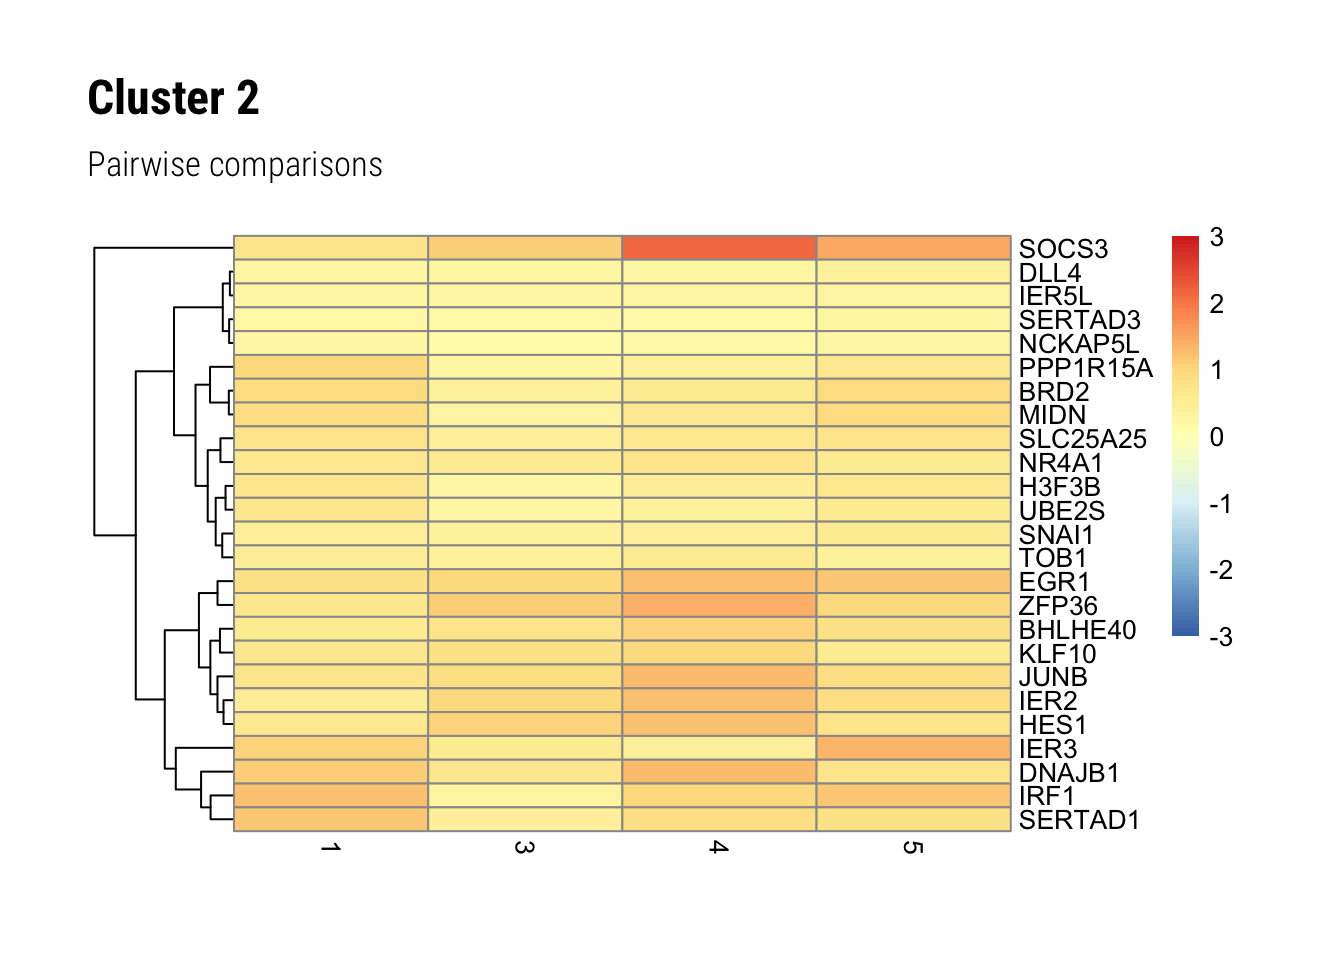 Cluster 2
Pairwise comparisons
SOCS3
DLL4
IER5L
SERTAD3
NCKAP5L
PPP1R15A
BRD2
MIDN
SLC25A25
NR4A1
H3F3B
UBE2S
SNAI1
TOB1
EGR1
ZFP36
BHLHE40
KLF10
JUNB
IER2
HES1
IER3
DNAJB1
IRF1
SERTAD1
1 3 4 5
3
2
1
0
-1
-2
-3